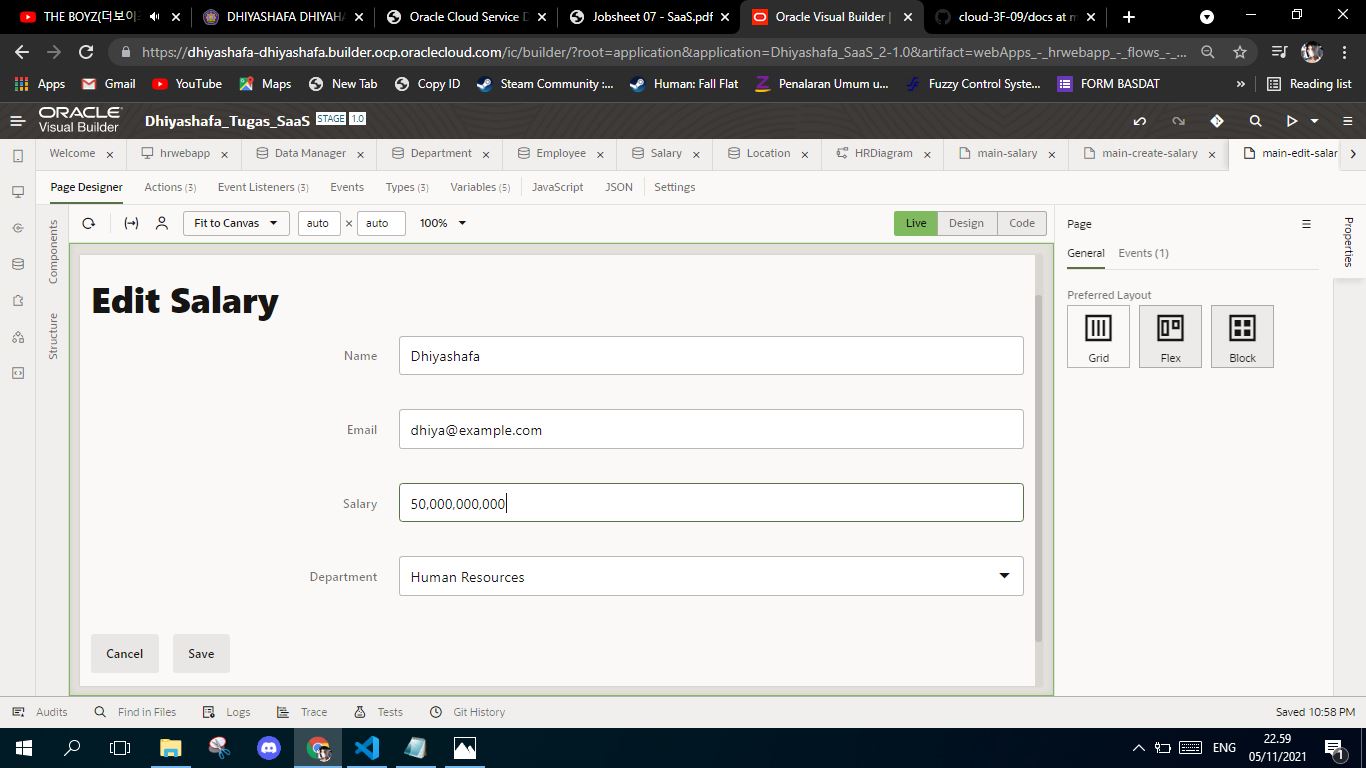 THE BOYZ(더보이
DHIYASHAFA DHIYAH
Oracle Cloud Service D
Jobsheet 07 - SaaS.pdf
Oracle Visual Builder |
cloud-3F-09/docs at m
https://dhiyashafa-dhiyashafa.builder.ocp.oraclecloud.com/ic/builder/?root=application&application=Dhiyashafa_SaaS_2-1.0&artifact=webApps_-_hrwebapp_-_flows_-_...
Apps
Gmail
YouTube
Maps
New Tab
Copy ID
Steam Community :...
Human: Fall Flat
Penalaran Umum u...
Fuzzy Control Syste...
FORM BASDAT
»
Reading list
ORACLE
Visual Builder
Dhiyashafa_Tugas_SaaS STAGE 1.0
Welcome
hrwebapp
Data Manager
Department
Employee
Salary
Location
HRDiagram
main-salary
main-create-salary
main-edit-salar
Page Designer
Actions (3)
Event Listeners (3)
Events
Types (3)
Variables (5)
JavaScript
JSON
Settings
Components
Structure
Fit to Canvas
auto × auto
100%
Live
Design
Code
Page
General
Events (1)
Preferred Layout
Grid
Flex
Block
Properties
Edit Salary
Name
Dhiyashafa
Email
dhiya@example.com
Salary
50,000,000,000
Department
Human Resources
Cancel
Save
Audits
Find in Files
Logs
Trace
Tests
Git History
Saved 10:58 PM
ENG
22.59
05/11/2021
1